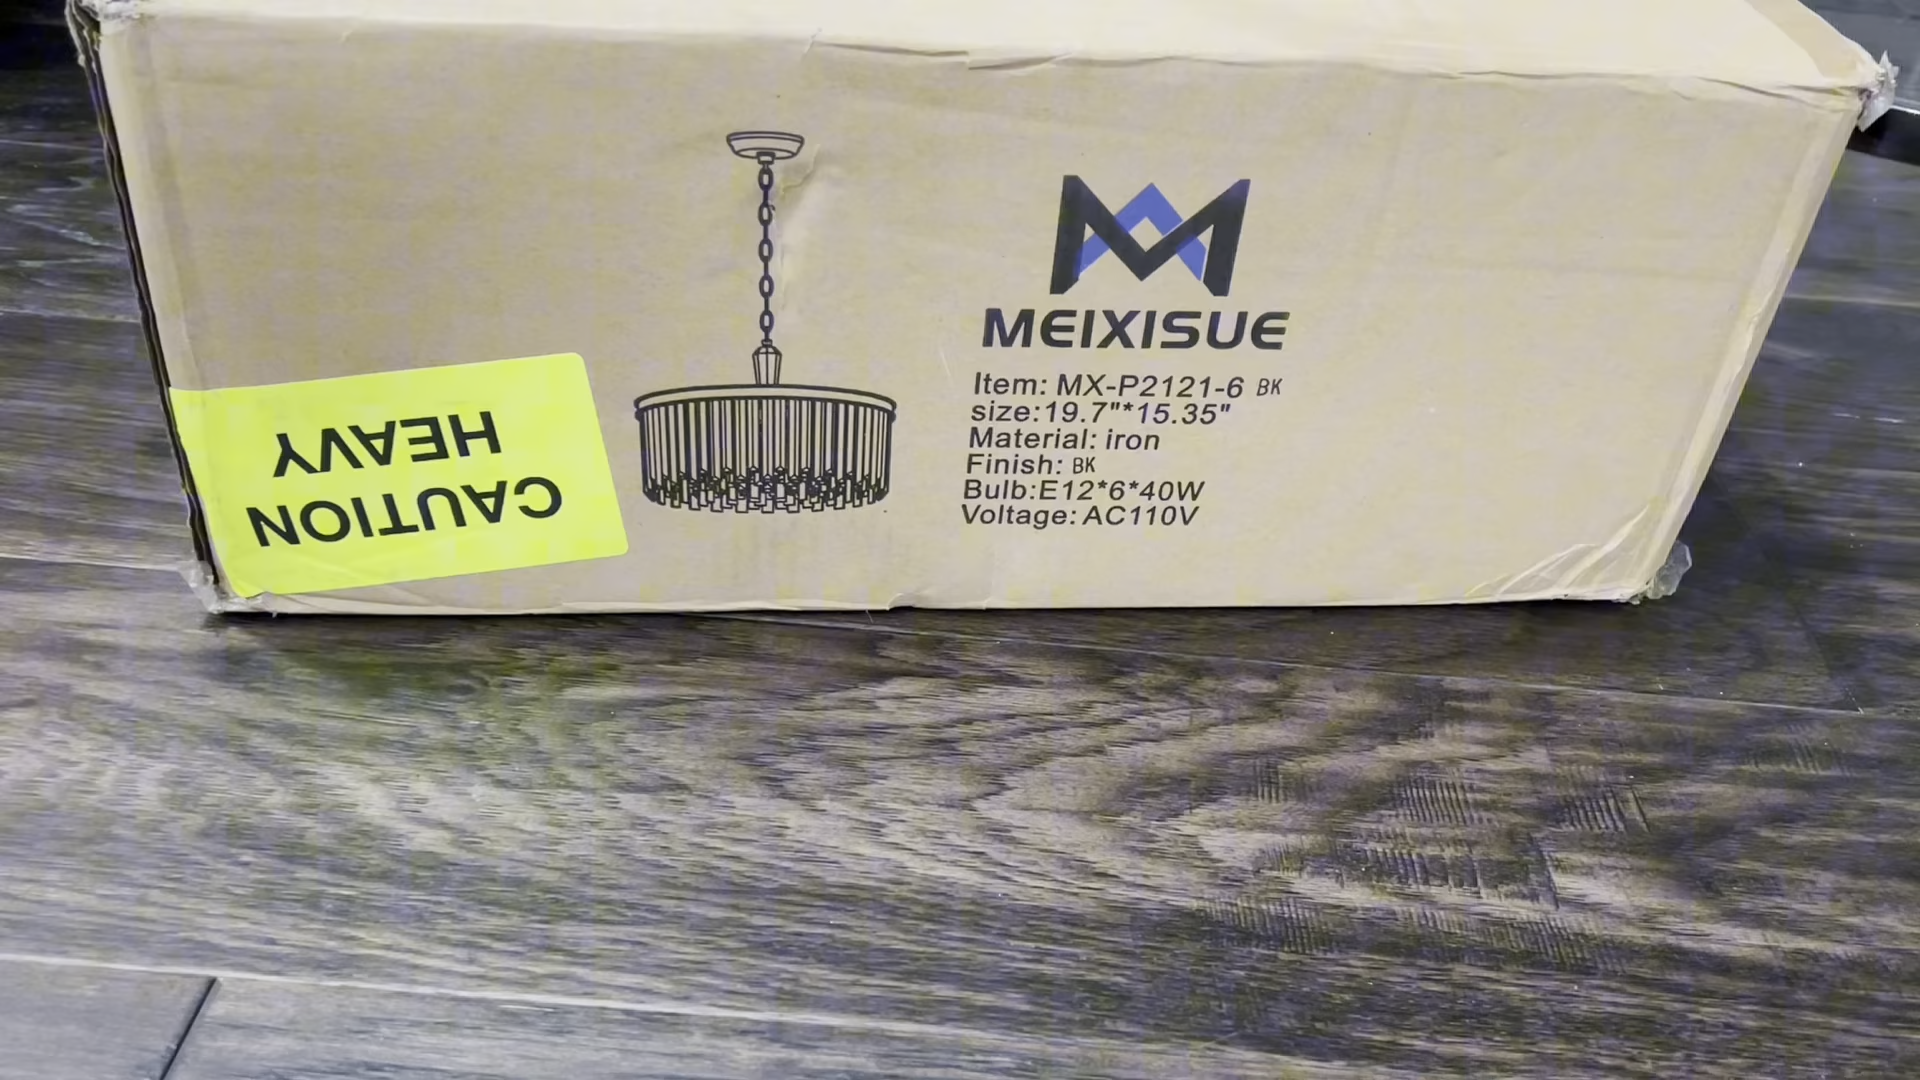 MEIXISUE
Item: MX-P2121-6 BK
size:19.7"*15.35"
Material: iron
Finish: BK
Bulb:E12*6*40W
Voltage: AC110V
CAUTION
HEAVY